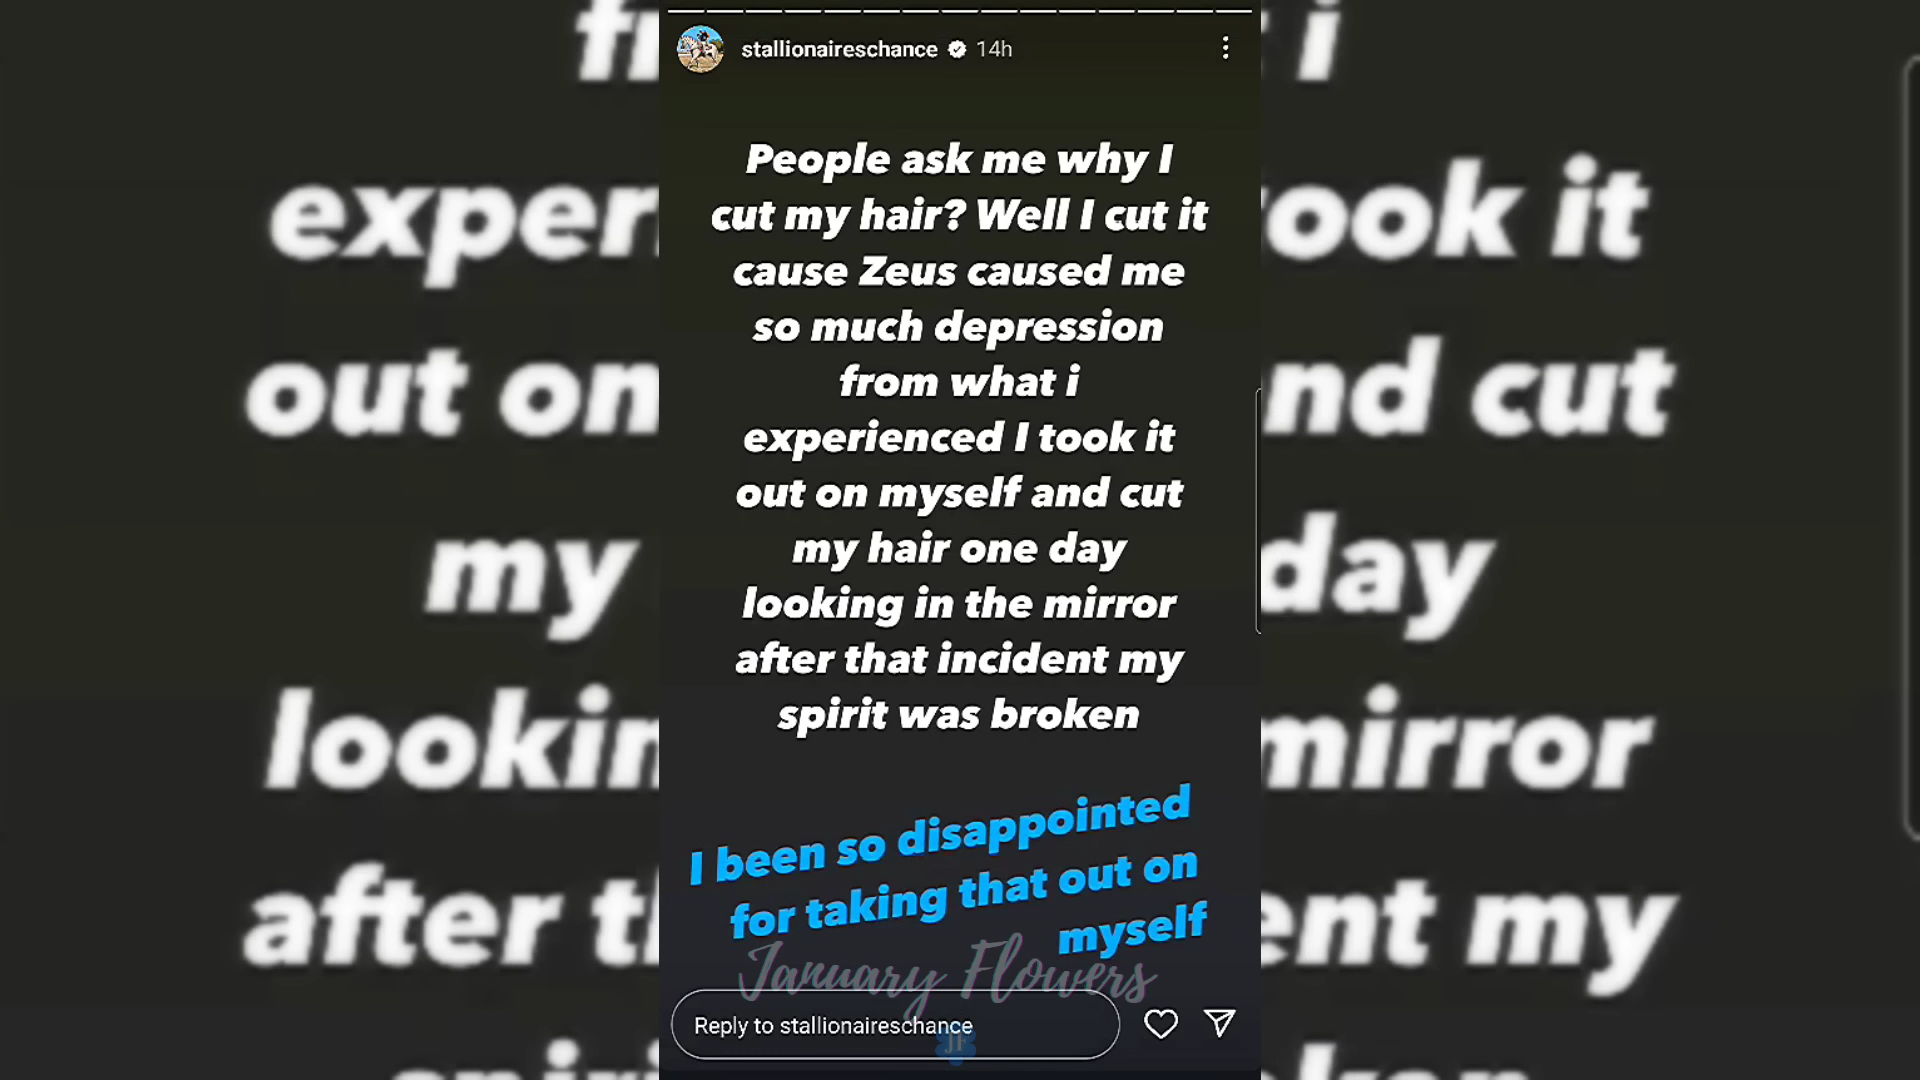 stallionaireschance 14h
People ask me why I
cut my hair? Well I cut it
cause Zeus caused me
so much depression
from what i
experienced I took it
out on myself and cut
my hair one day
looking in the mirror
after that incident my
spirit was broken
I been so disappointed
for taking that out on
myself
January Flowers
Reply to stallionaireschance
JF